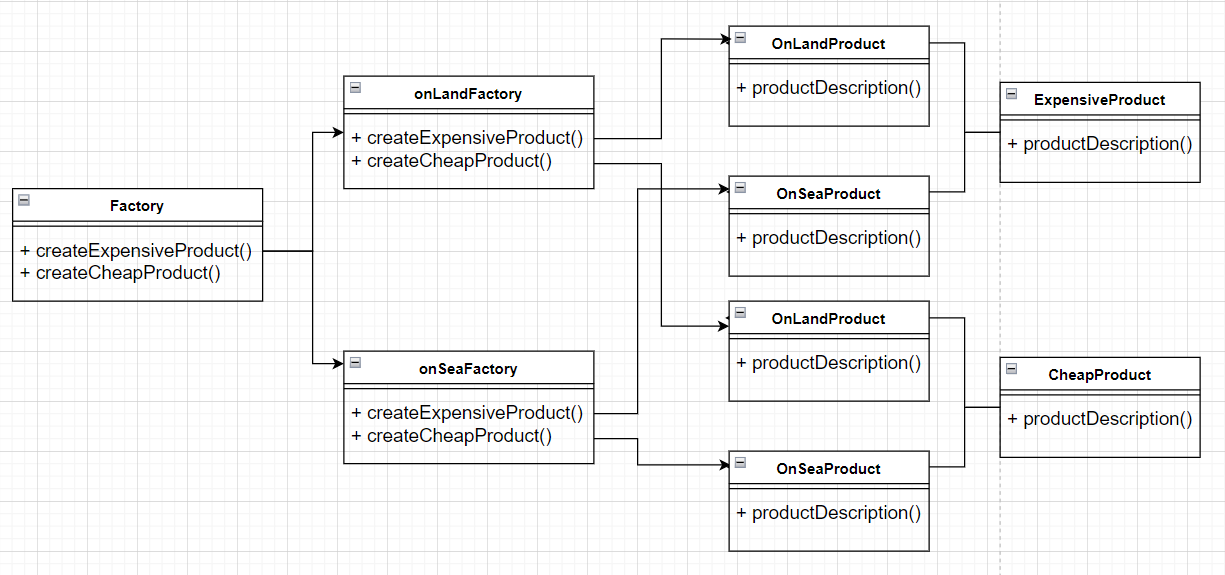 Factory
+ createExpensiveProduct()
+ createCheapProduct()
onLandFactory
+ createExpensiveProduct()
+ createCheapProduct()
onSeaFactory
+ createExpensiveProduct()
+ createCheapProduct()
OnLandProduct
+ productDescription()
OnSeaProduct
+ productDescription()
OnLandProduct
+ productDescription()
OnSeaProduct
+ productDescription()
ExpensiveProduct
+ productDescription()
CheapProduct
+ productDescription()